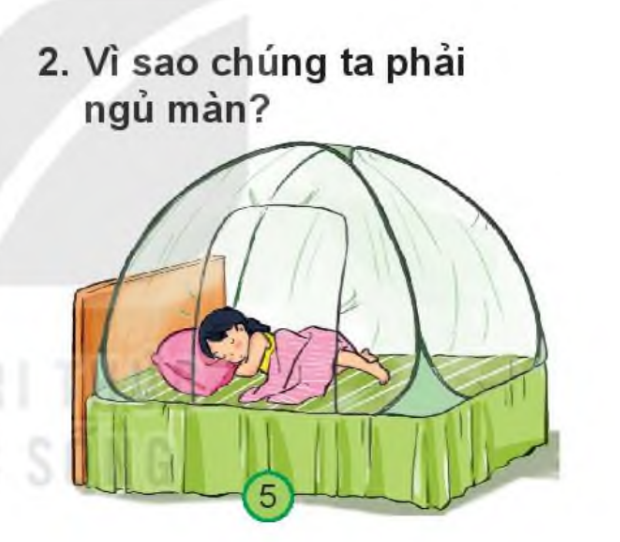 2. Vì sao chúng ta phải
ngủ màn?
5